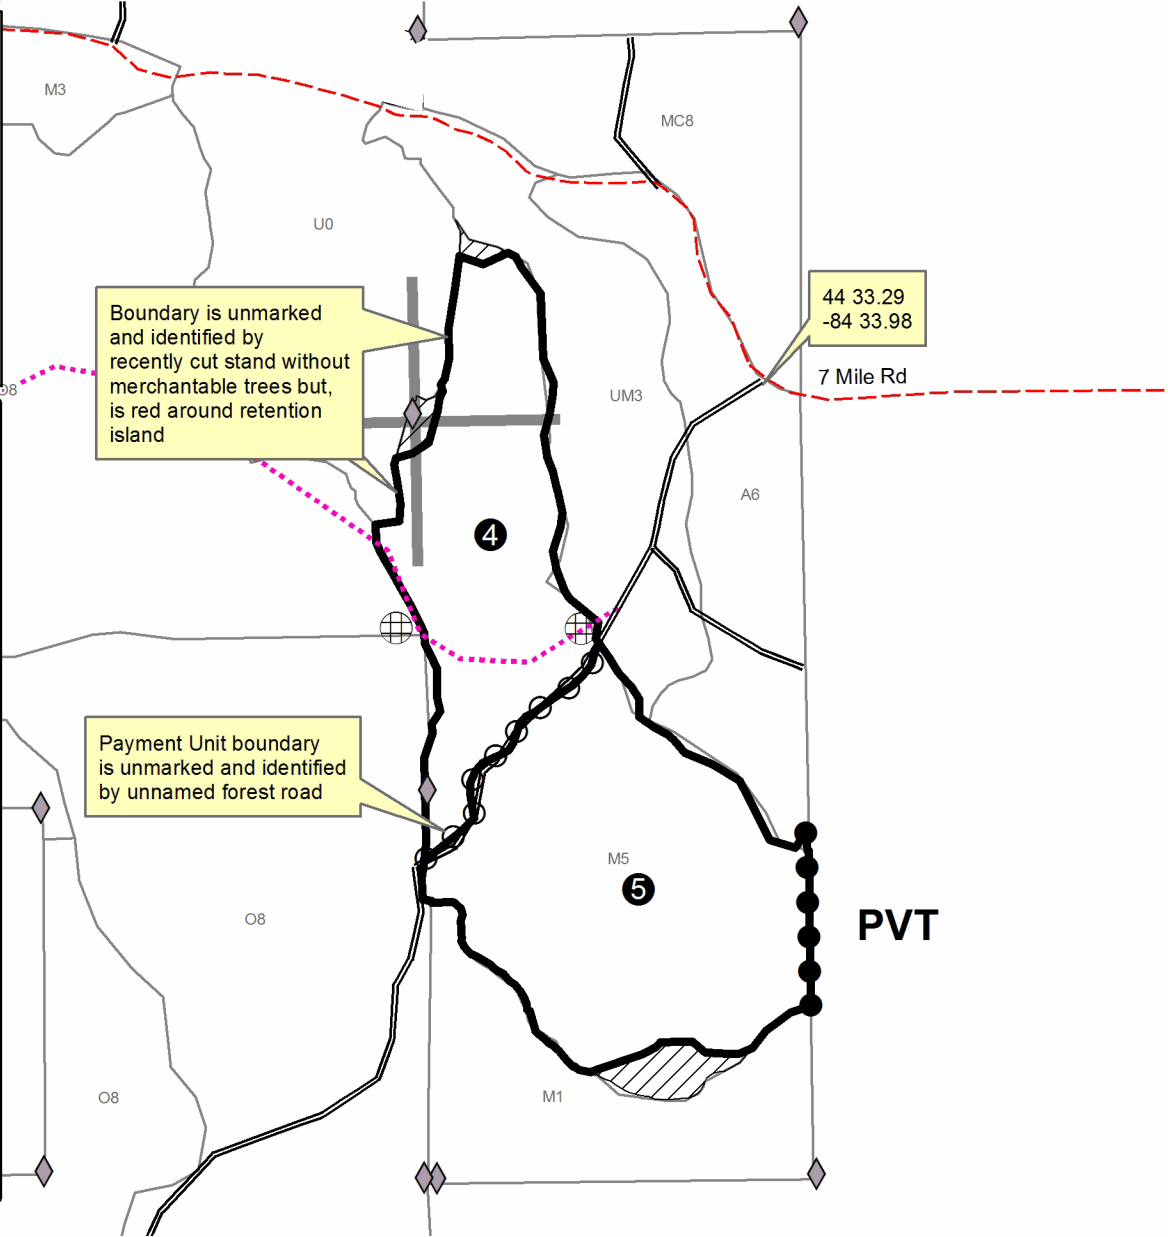 M3
MC8
U0
44 33.29
-84 33.98
Boundary is unmarked
and identified by
recently cut stand without
merchantable trees but,
is red around retention
island
7 Mile Rd
UM3
A6
4
Payment Unit boundary
is unmarked and identified
by unnamed forest road
M5
5
PVT
O8
M1
O8